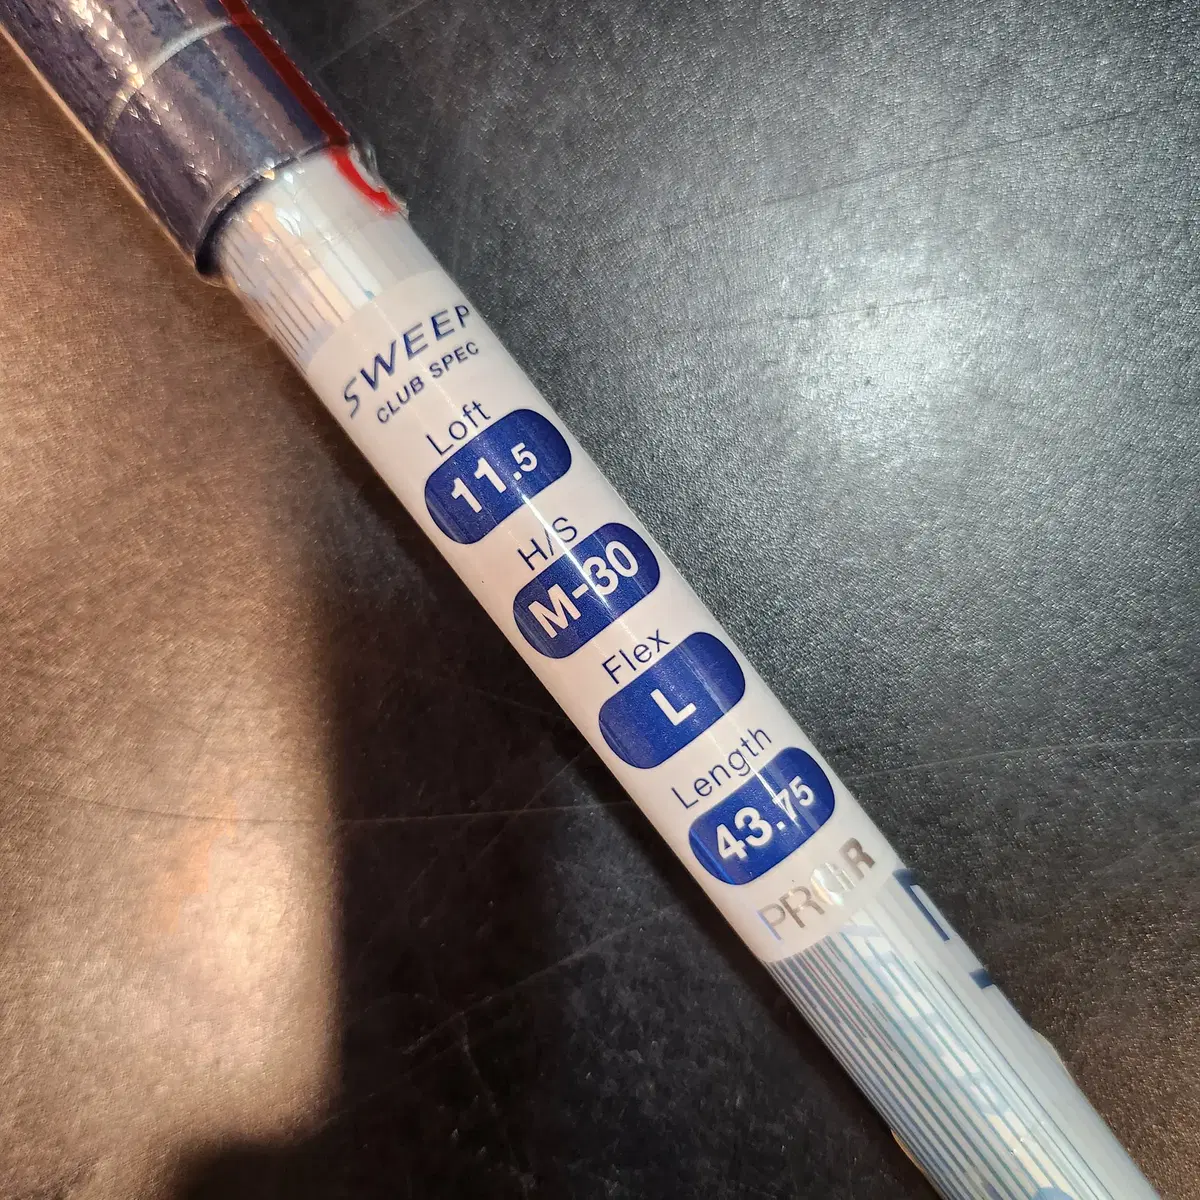 SWEEP
CLUB SPEC
Loft
11.5
H/S
M-30
Flex
L
Length
43.75
PRGR